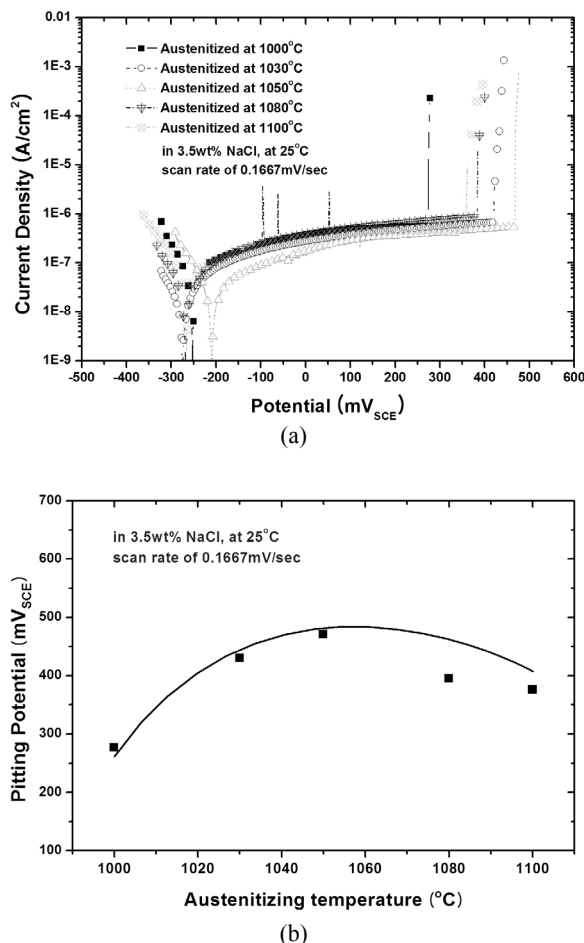 0.01
1E-3
1E-4
1E-5
1E-6
1E-7
1E-8
1E-9
Current Density (A/cm²)
Austenitized at 1000°C
Austenitized at 1030°C
Austenitized at 1050°C
Austenitized at 1080°C
Austenitized at 1100°C
in 3.5wt% NaCl, at 25°C
scan rate of 0.1667mV/sec
-500 -400 -300 -200 -100 0 100 200 300 400 500 600
Potential (mV_SCE)
(a)
700
600
500
400
300
200
100
Pitting Potential (mV_SCE)
in 3.5wt% NaCl, at 25°C
scan rate of 0.1667mV/sec
1000 1020 1040 1060 1080 1100
Austenitizing temperature (°C)
(b)